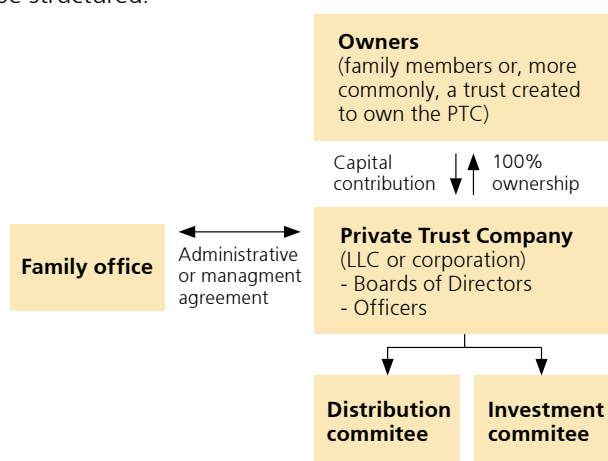 be structured:
Owners
(family members or, more
commonly, a trust created
to own the PTC)
Capital
contribution
100%
ownership
Family office
Administrative
or managment
agreement
Private Trust Company
(LLC or corporation)
- Boards of Directors
- Officers
Distribution
commitee
Investment
commitee